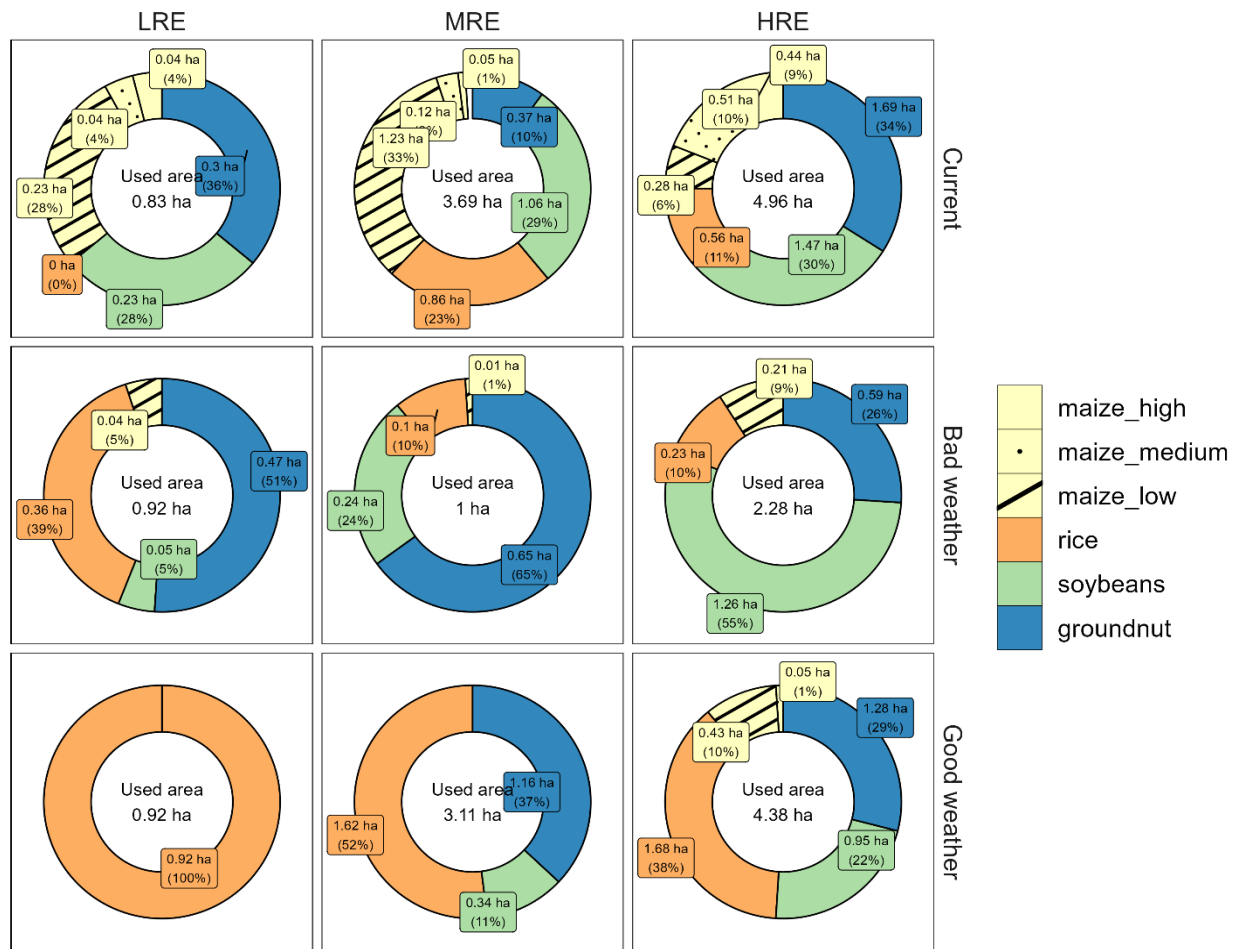 LRE
MRE
HRE
0.04 ha
(4%)
0.04 ha
(4%)
0.3 ha
(36%)
0.23 ha
(28%)
0 ha
(0%)
0.23 ha
(28%)
Used area
0.83 ha
0.05 ha
(1%)
0.12 ha
0.37 ha
(10%)
1.23 ha
(33%)
1.06 ha
(29%)
0.86 ha
(23%)
Used area
3.69 ha
0.44 ha
(9%)
0.51 ha
(10%)
1.69 ha
(34%)
0.28 ha
(6%)
0.56 ha
(11%)
1.47 ha
(30%)
Used area
4.96 ha
Currrent
0.04 ha
(5%)
0.47 ha
(51%)
0.36 ha
(39%)
0.05 ha
(5%)
Used area
0.92 ha
0.01 ha
(1%)
0.1 ha
(10%)
0.24 ha
(24%)
0.65 ha
(65%)
Used area
1 ha
0.21 ha
(9%)
0.59 ha
(26%)
0.23 ha
(10%)
1.26 ha
(55%)
Used area
2.28 ha
Bad weather
Used area
0.92 ha
0.92 ha
(100%)
Used area
3.11 ha
1.16 ha
(37%)
1.62 ha
(52%)
0.34 ha
(11%)
0.05 ha
(1%)
1.28 ha
(29%)
0.43 ha
(10%)
1.68 ha
(38%)
0.95 ha
(22%)
Used area
4.38 ha
Good weather
maize_high
maize_medium
maize_low
rice
soybeans
groundnut